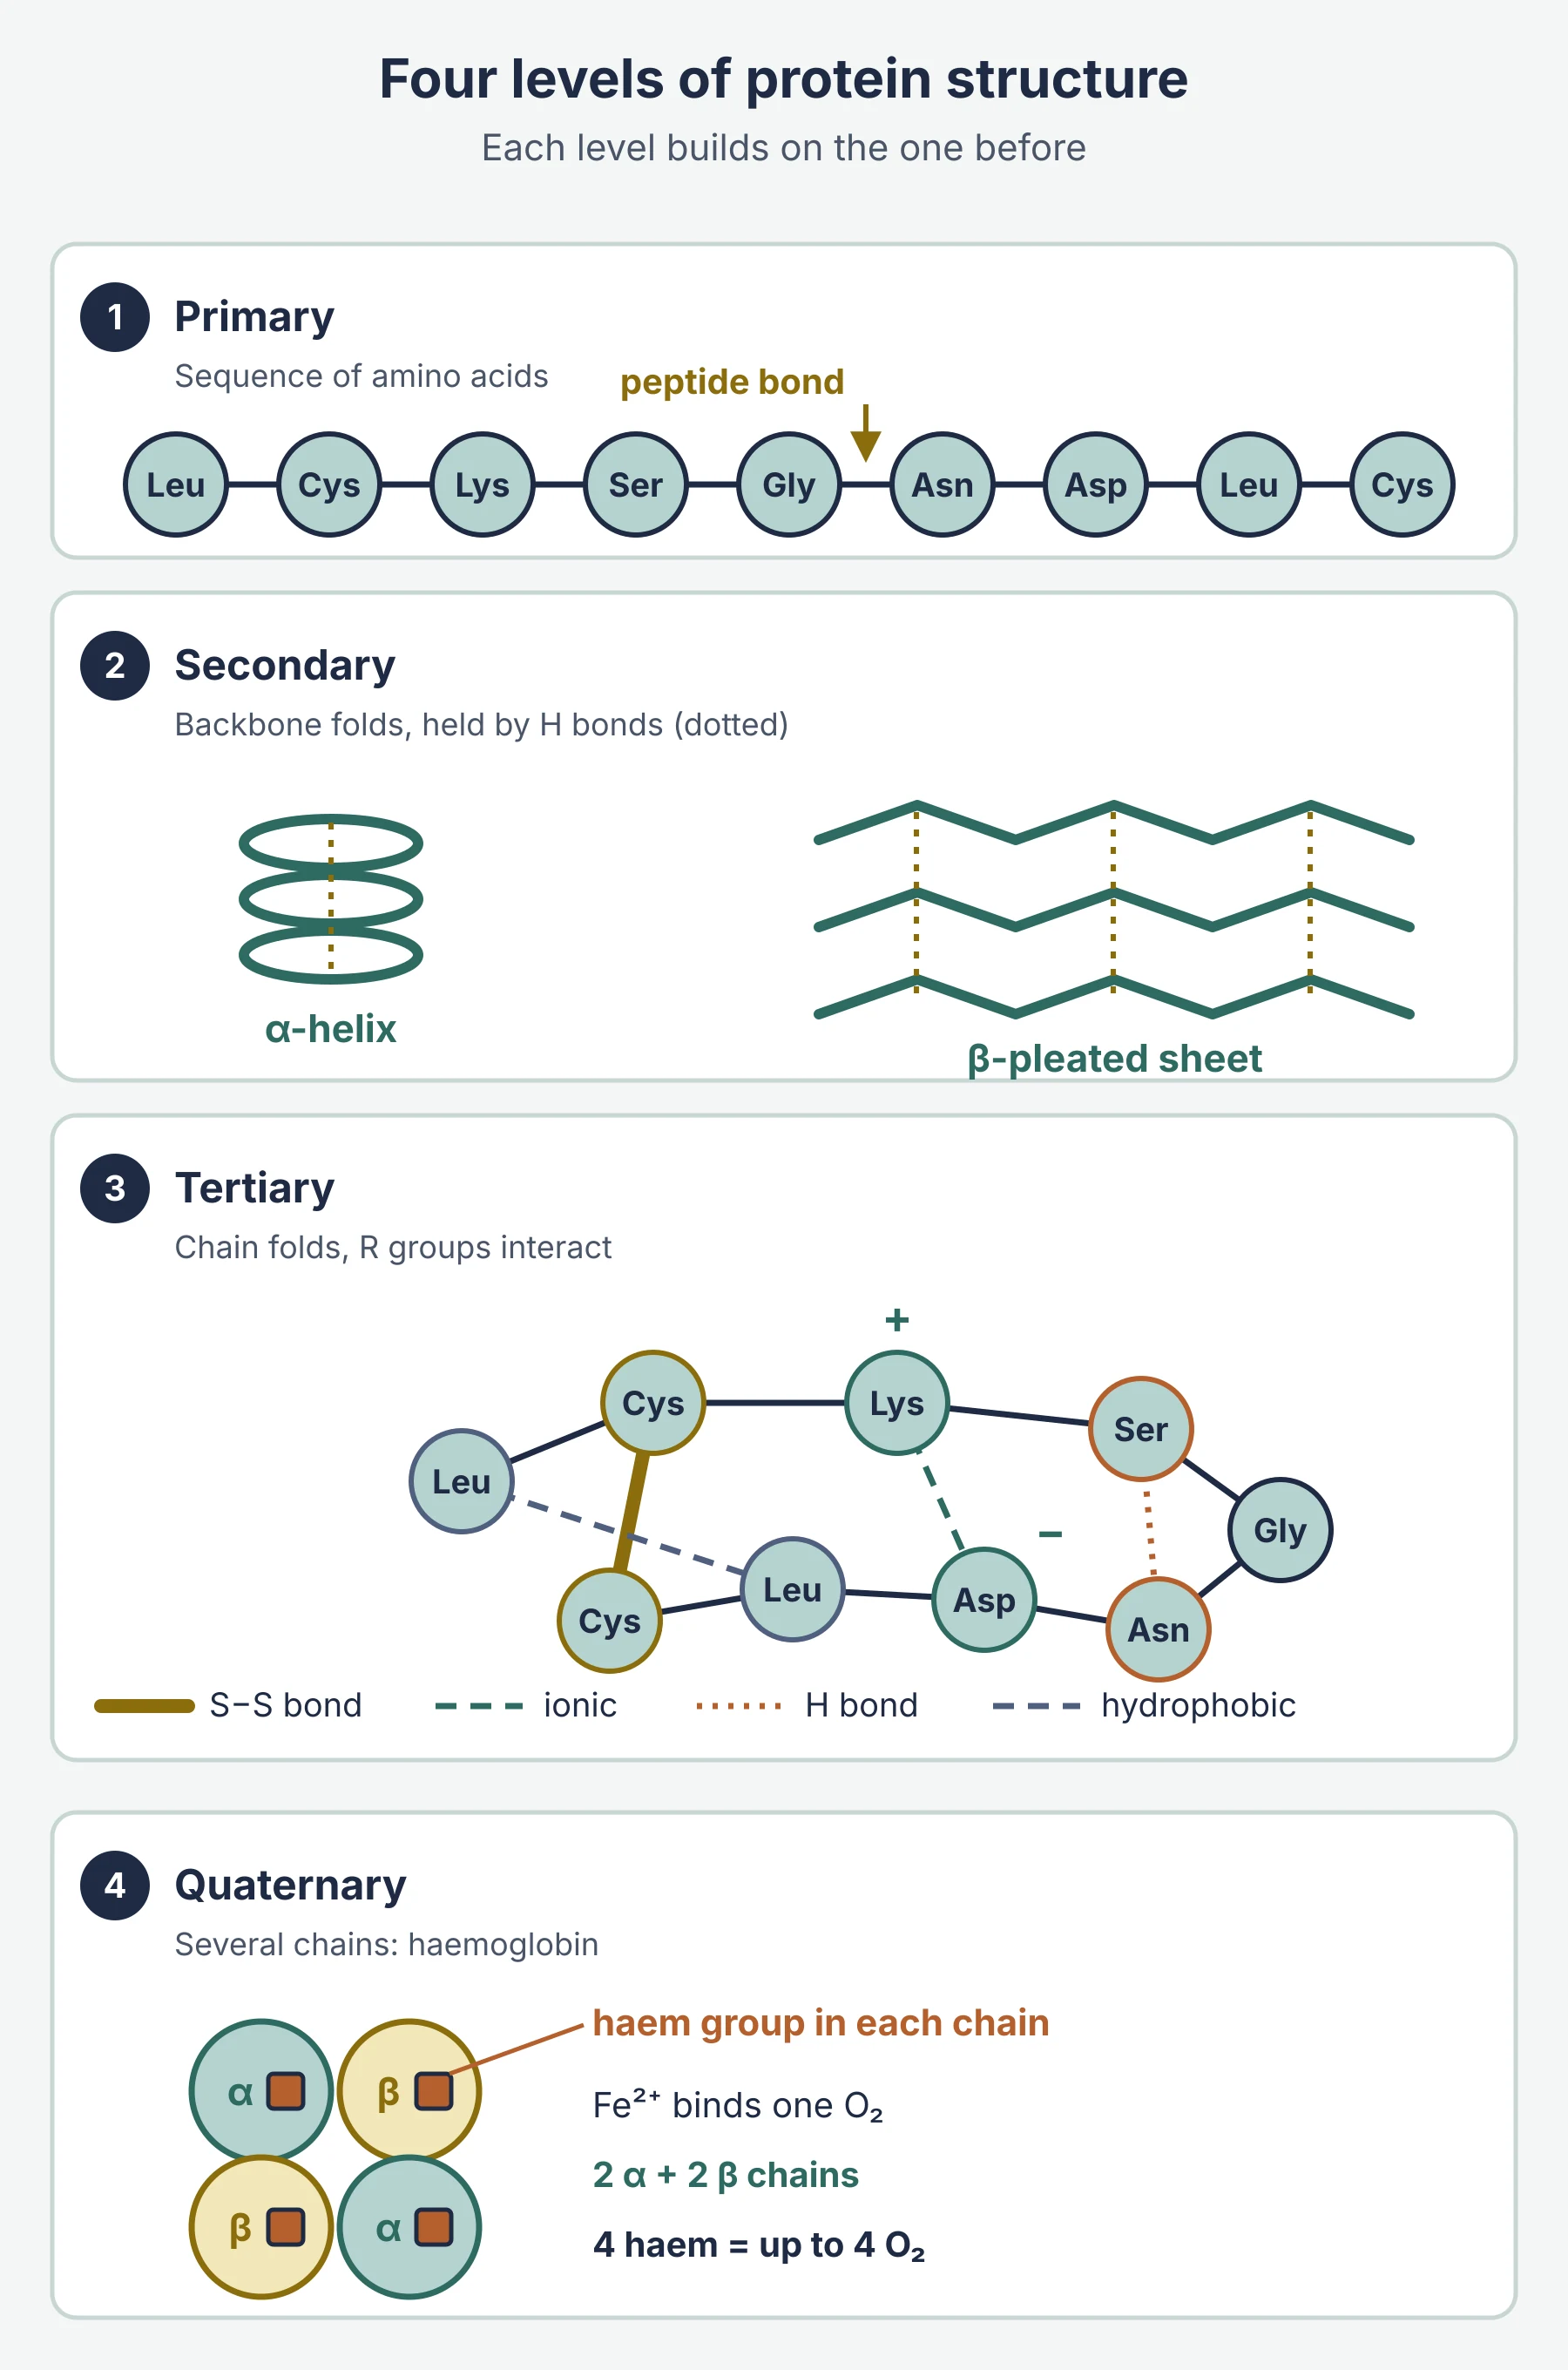 Four levels of protein structure
Each level builds on the one before
1
Primary
Sequence of amino acids
peptide bond
Leu Cys Lys Ser Gly Asn Asp Leu Cys
2
Secondary
Backbone folds, held by H bonds (dotted)
α-helix
β-pleated sheet
3
Tertiary
Chain folds, R groups interact
+
Cys Lys Ser
Leu
Gly
−
Cys Leu Asp Asn
S−S bond
ionic
H bond
hydrophobic
4
Quaternary
Several chains: haemoglobin
haem group in each chain
α β
Fe²⁺ binds one O₂
2 α + 2 β chains
β α
4 haem = up to 4 O₂